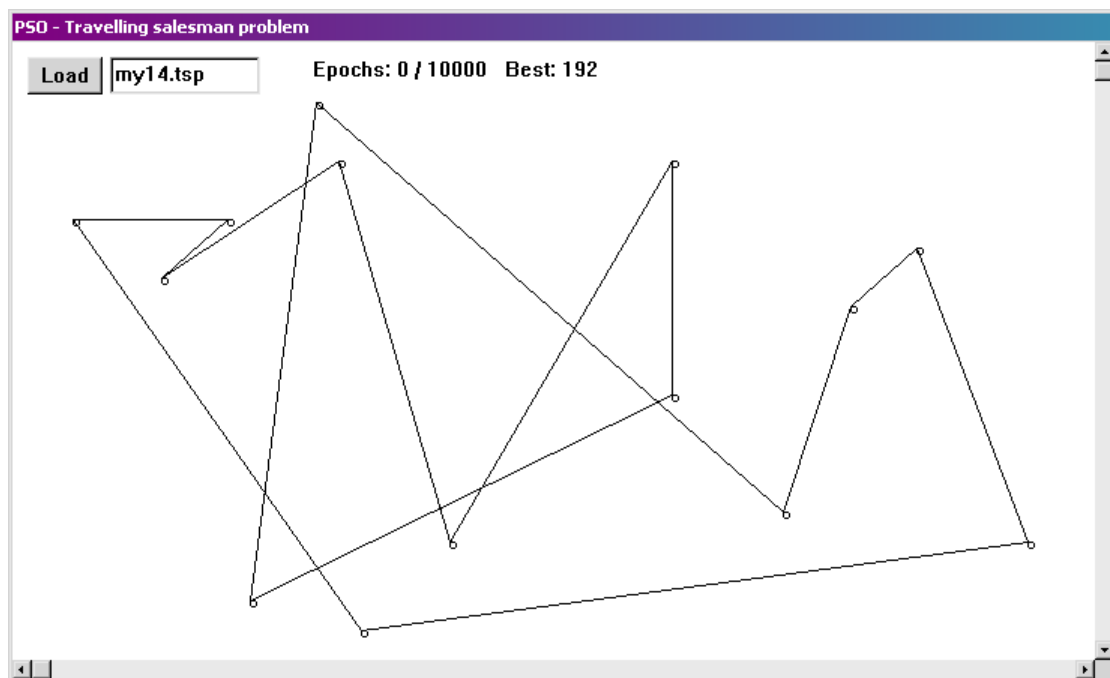 PSO - Travelling salesman problem
Load my14.tsp Epochs: 0 / 10000 Best: 192